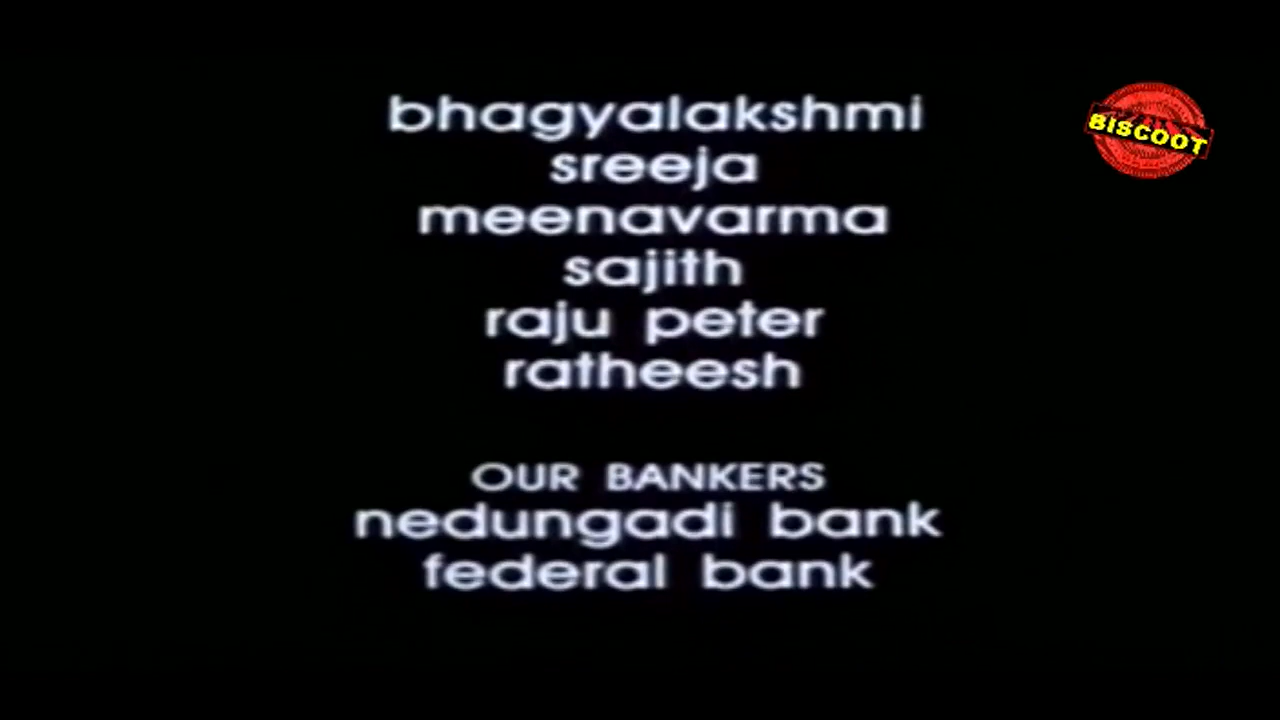 bhagyalakshmi
sreeja
meenavarma
sajith
raju peter
ratheesh
OUR BANKERS
nedungadi bank
federal bank
BISCOOT